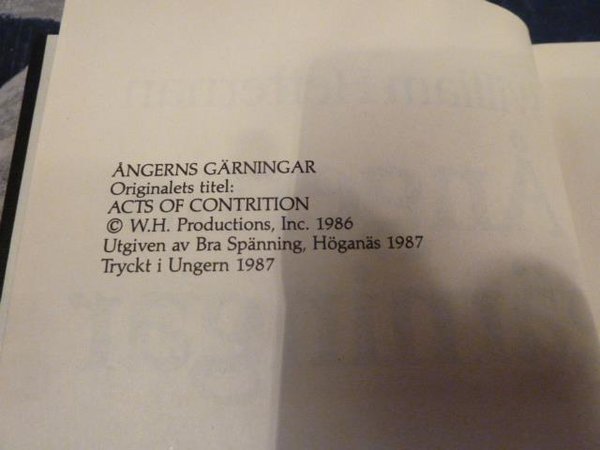 ÅNGERNS GÄRNINGAR
Originalets titel:
ACTS OF CONTRITION
© W.H. Productions, Inc. 1986
Utgiven av Bra Spänning, Höganäs 1987
Tryckt i Ungern 1987